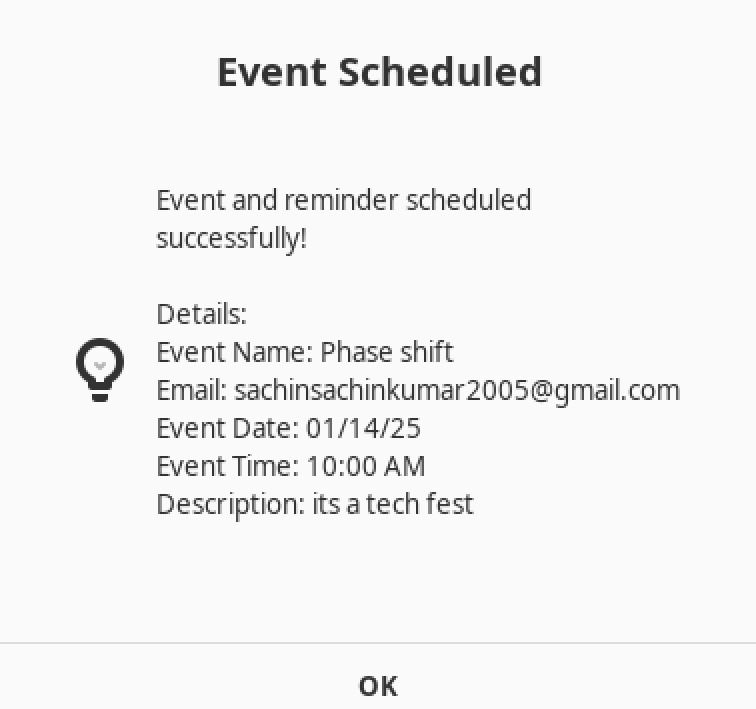 Event Scheduled
Event and reminder scheduled
successfully!
Details:
Event Name: Phase shift
Email: sachinsachinkumar2005@gmail.com
Event Date: 01/14/25
Event Time: 10:00 AM
Description: its a tech fest
OK